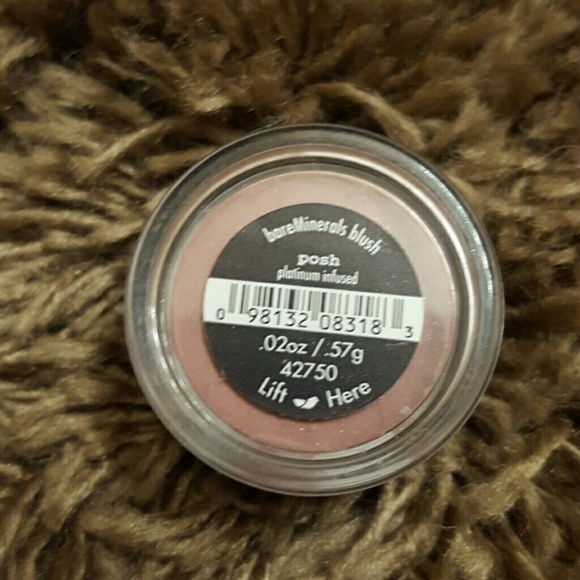 bareMinerals blush
posh
platinum infused
0 98132 08318 3
.02oz / .57g
42750
Lift Here